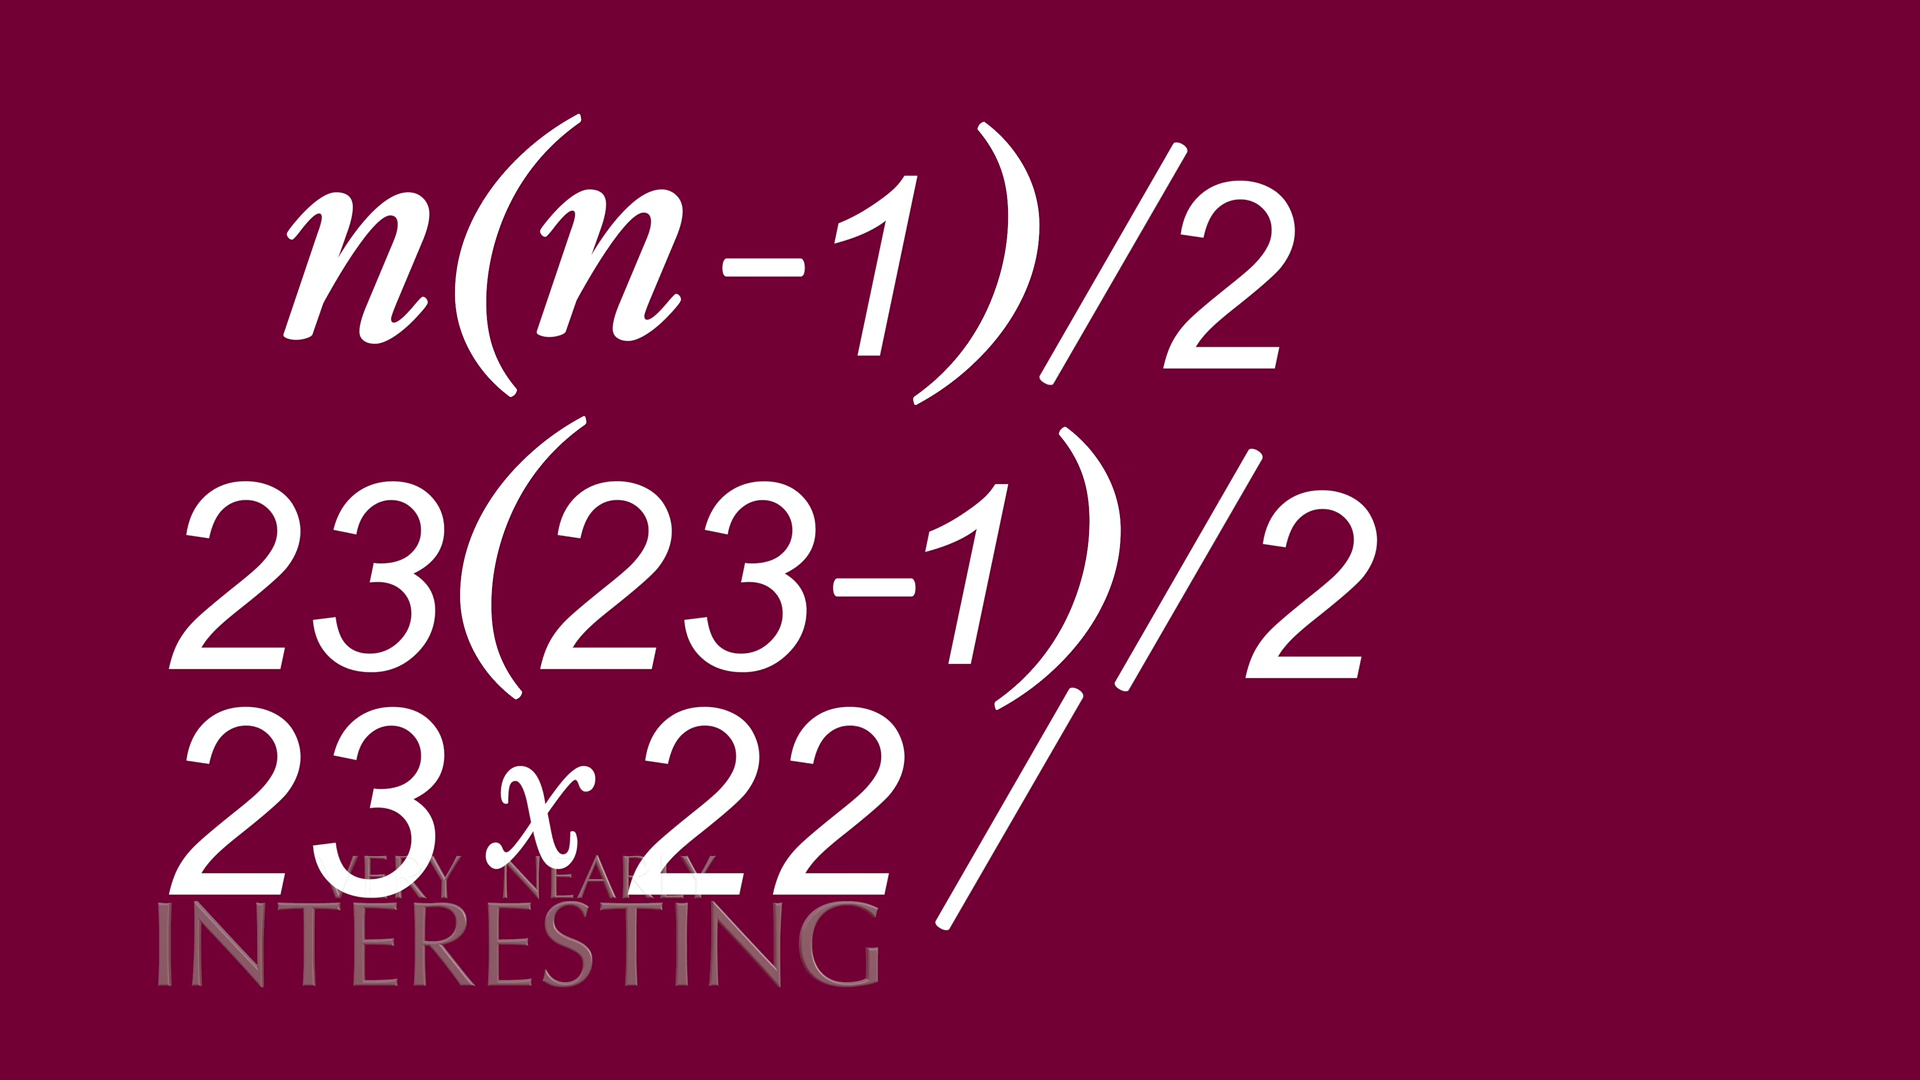 n(n-1)/2
23(23-1)/2
23x22/
VERY NEARLY
INTERESTING